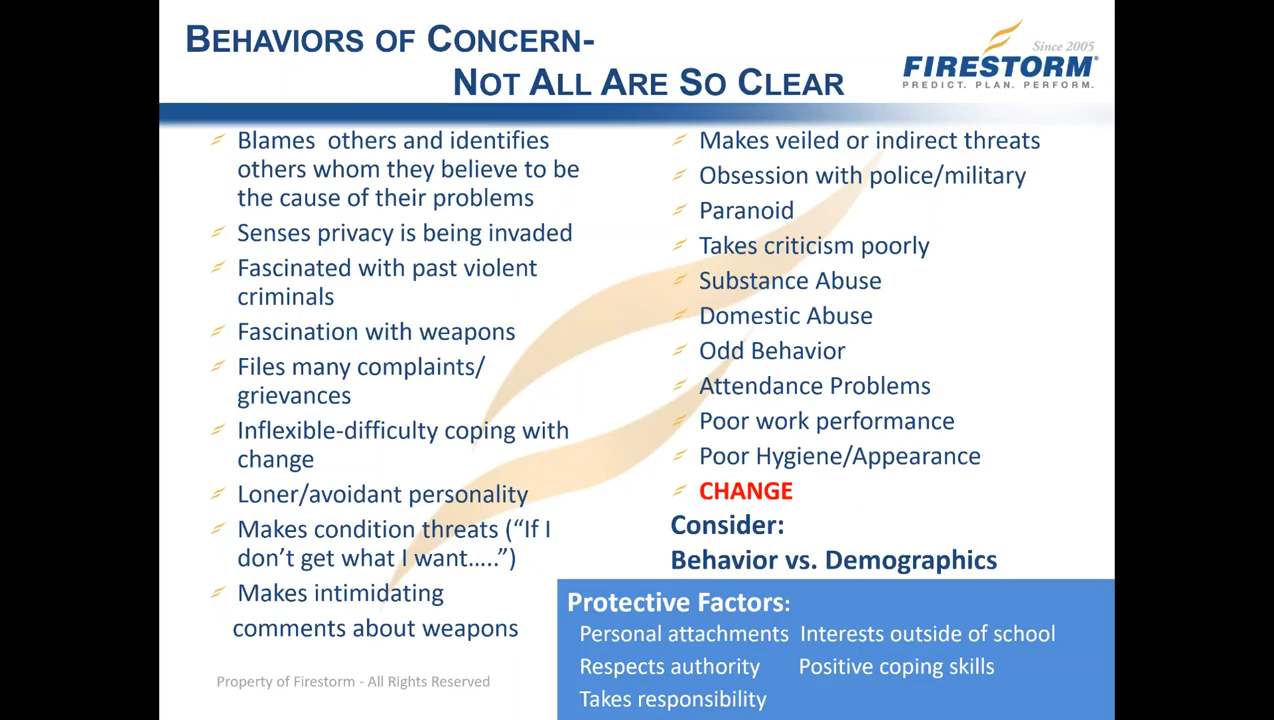 BEHAVIORS OF CONCERN-
NOT ALL ARE SO CLEAR
Since 2005
FIRESTORM®
PREDICT. PLAN. PERFORM.
Blames  others and identifies
others whom they believe to be
the cause of their problems
Senses privacy is being invaded
Fascinated with past violent
criminals
Fascination with weapons
Files many complaints/
grievances
Inflexible-difficulty coping with
change
Loner/avoidant personality
Makes condition threats (“If I
don’t get what I want…..”)
Makes intimidating
comments about weapons
Makes veiled or indirect threats
Obsession with police/military
Paranoid
Takes criticism poorly
Substance Abuse
Domestic Abuse
Odd Behavior
Attendance Problems
Poor work performance
Poor Hygiene/Appearance
CHANGE
Consider:
Behavior vs. Demographics
Protective Factors:
Personal attachments  Interests outside of school
Respects authority  Positive coping skills
Takes responsibility
Property of Firestorm - All Rights Reserved